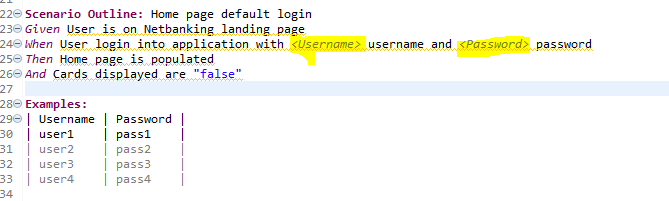 22 Scenario Outline: Home page default login
23 Given User is on Netbanking landing page
24 When User login into application with <Username> username and <Password> password
25 Then Home page is populated
26 And Cards displayed are "false"
27
28 Examples:
29 | Username | Password |
30 | user1 | pass1 |
31 | user2 | pass2 |
32 | user3 | pass3 |
33 | user4 | pass4 |
34